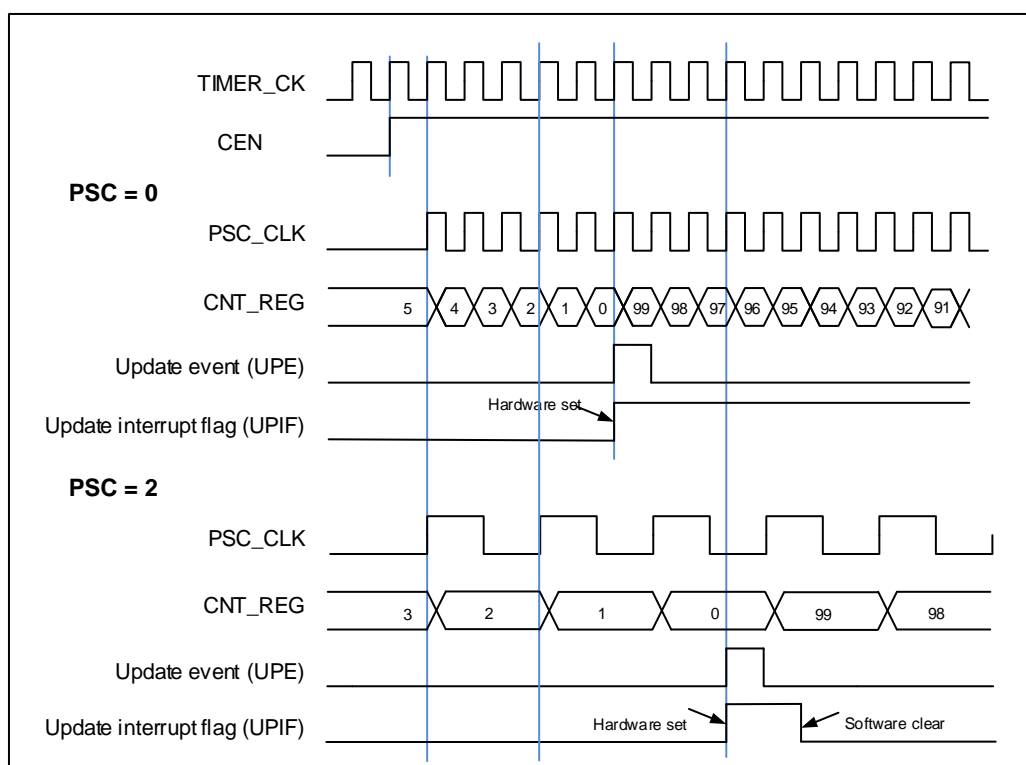 TIMER_CK
CEN
PSC = 0
PSC_CLK
CNT_REG 5 4 3 2 1 0 99 98 97 96 95 94 93 92 91
Update event (UPE)
Hardware set
Update interrupt flag (UPIF)
PSC = 2
PSC_CLK
CNT_REG 3 2 1 0 99 98
Update event (UPE)
Update interrupt flag (UPIF) Hardware set Software clear